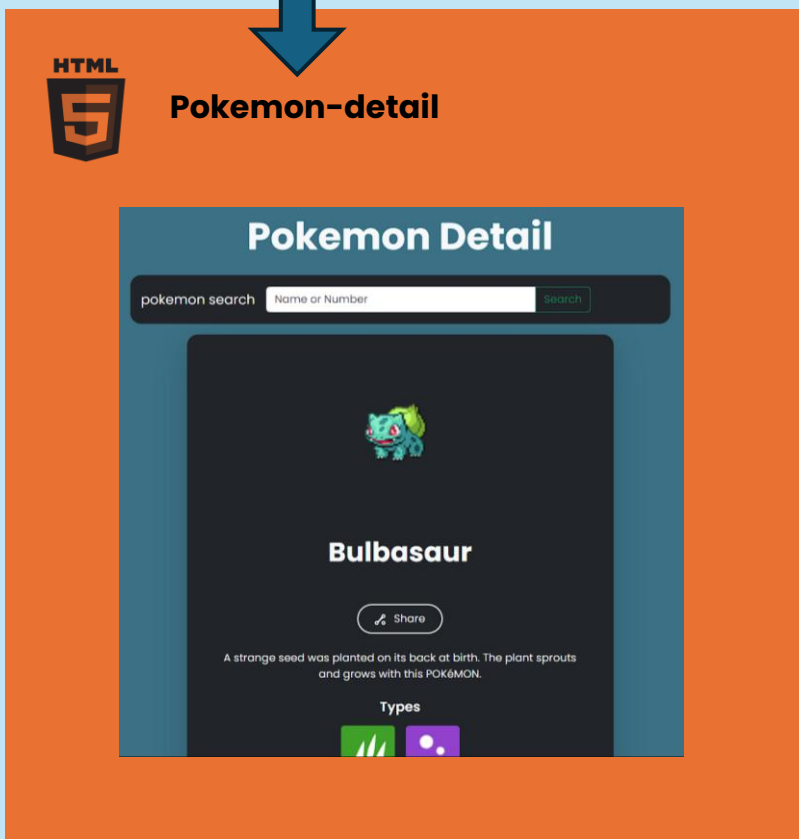 HTML
Pokemon-detail
Pokemon Detail
pokemon search Name or Number Search
Bulbasaur
Share
A strange seed was planted on its back at birth. The plant sprouts
and grows with this POKéMON.
Types